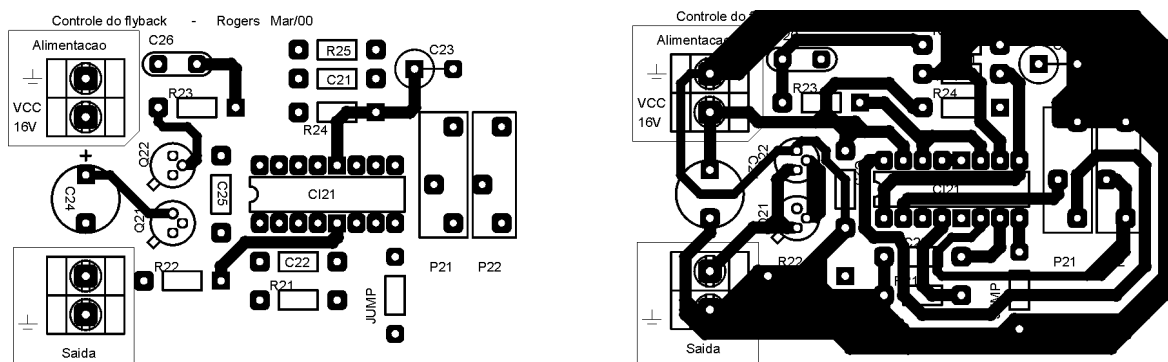 Controle do flyback - Rogers Mar/00
Alimentacao
C26
R25
C23
C21
VCC
16V
R23
R24
+
Q22
C24
C25
CI21
Q21
R22
C22
R21
P21
P22
JUMP
Saida
Controle do
Alimentacao
VCC
16V
R23
R24
CI21
R22
P21
JUMP
Saida